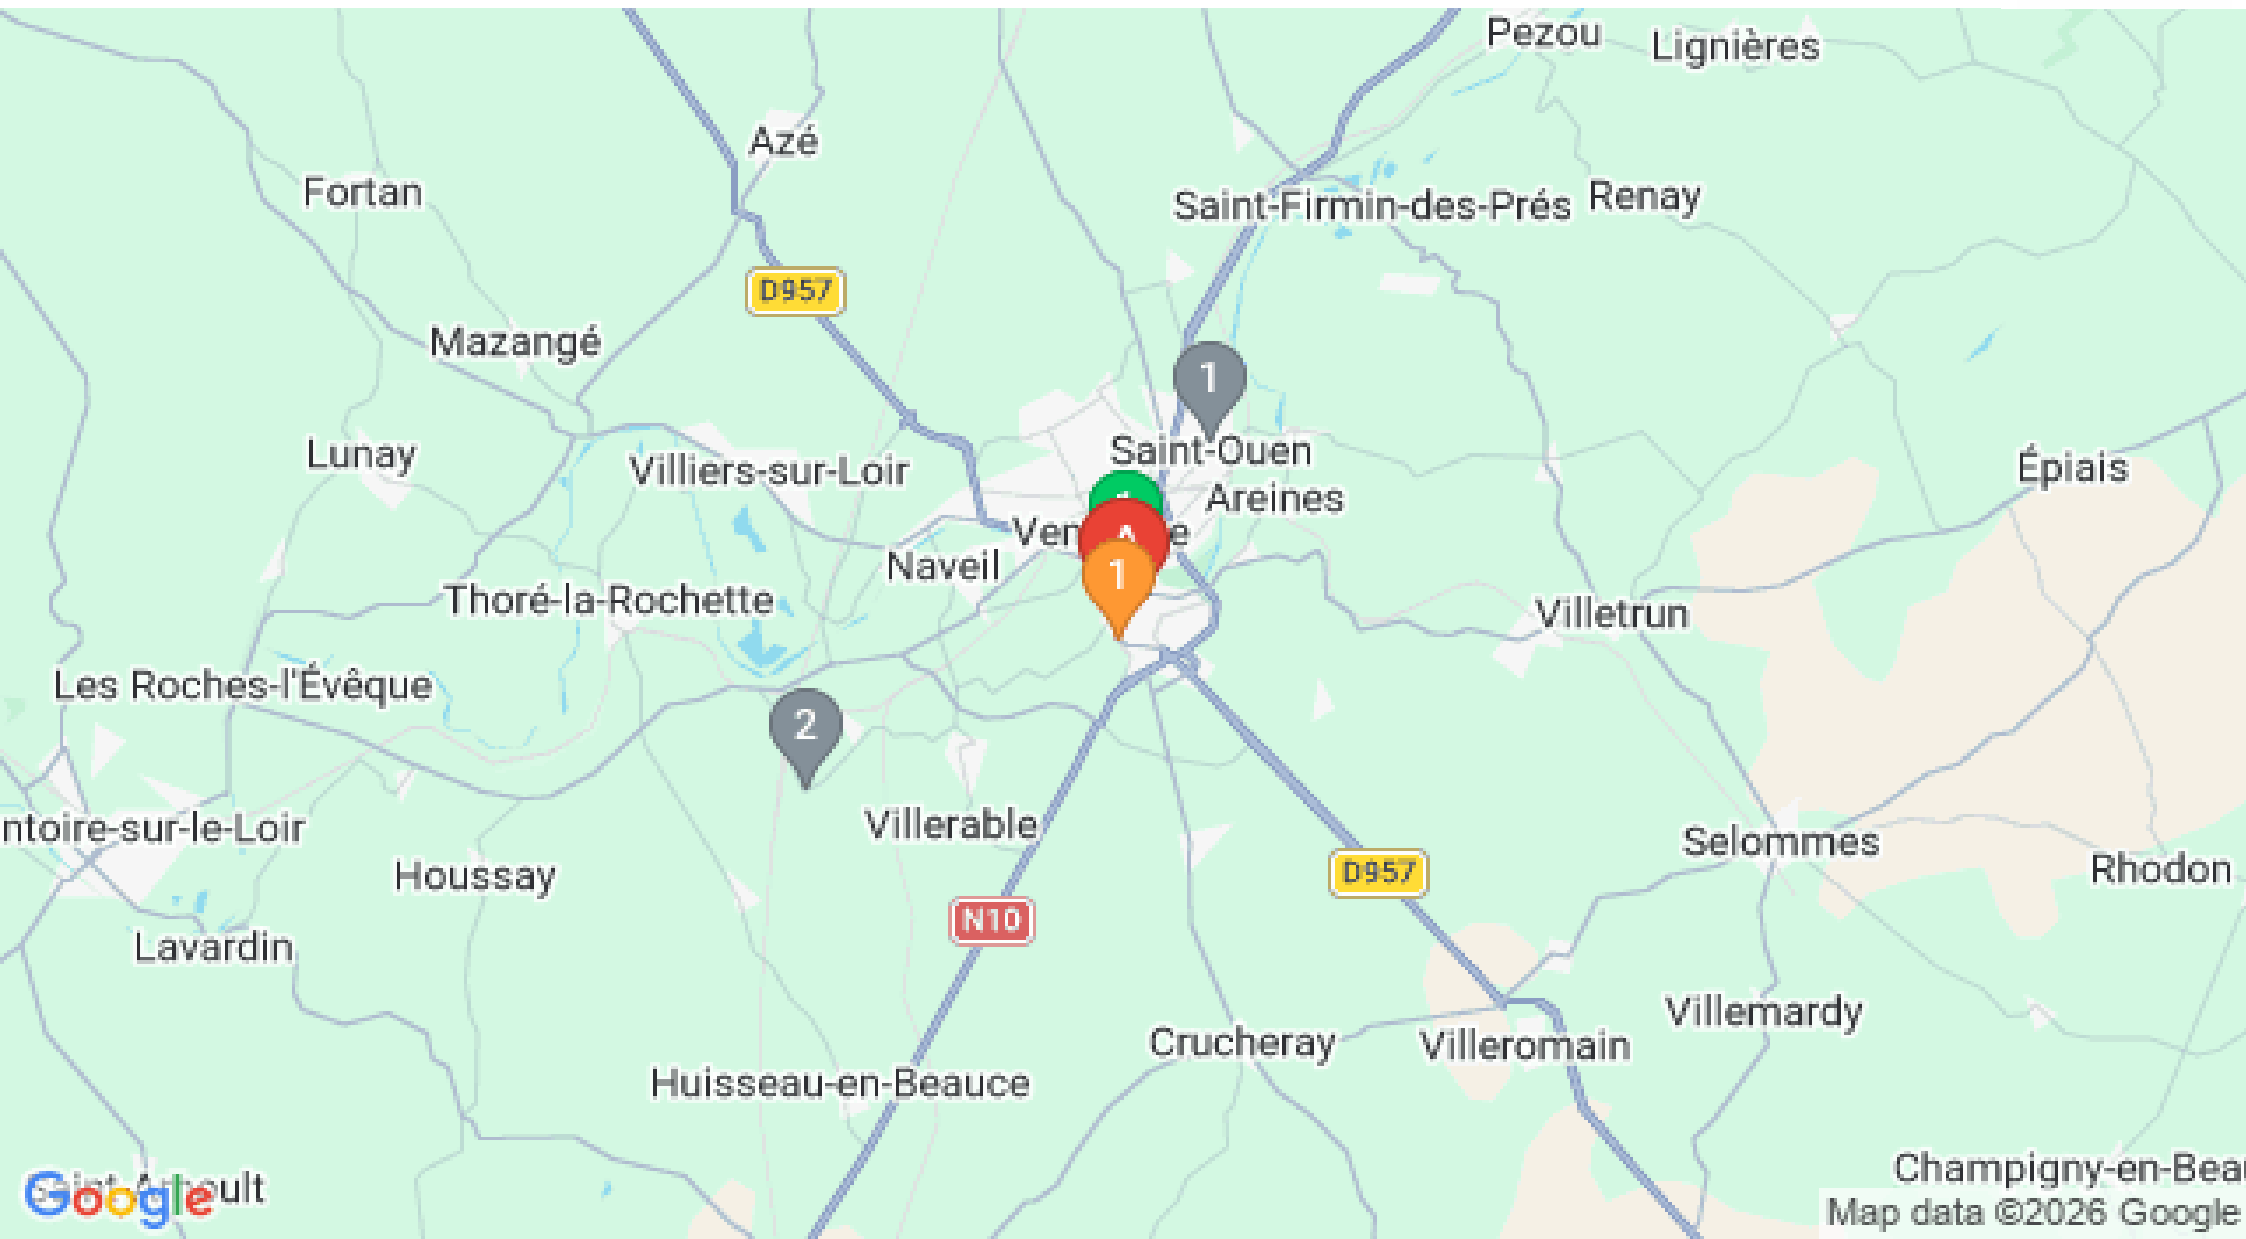 Pezou
Lignières
Azé
Fortan
Saint-Firmin-des-Prés
Renay
D957
Mazangé
1
Lunay
Villiers-sur-Loir
Saint-Ouen
Areines
Épiais
Naveil
1
Thoré-la-Rochette
Villetrun
Les Roches-l'Évêque
2
ntoire-sur-le-Loir
Villerable
Selommes
Houssay
D957
Rhodon
N10
Lavardin
Villemardy
Crucheray
Villeromain
Huisseau-en-Beauce
Champigny-en-Beau
Google
Map data ©2026 Google